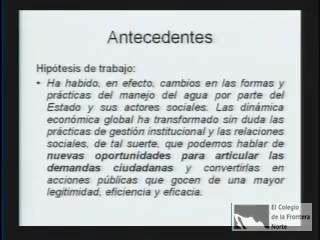 Antecedentes
Hipótesis de trabajo:
• Ha habido, en efecto, cambios en las formas y
prácticas del manejo del agua por parte del
Estado y sus actores sociales. Las dinámica
económica global ha transformado sin duda las
prácticas de gestión institucional y las relaciones
sociales, de tal suerte, que podemos hablar de
nuevas oportunidades para articular las
demandas ciudadanas y convertirlas en
acciones públicas que gocen de una mayor
legitimidad, eficiencia y eficacia.
El Colegio
de la Frontera
Norte